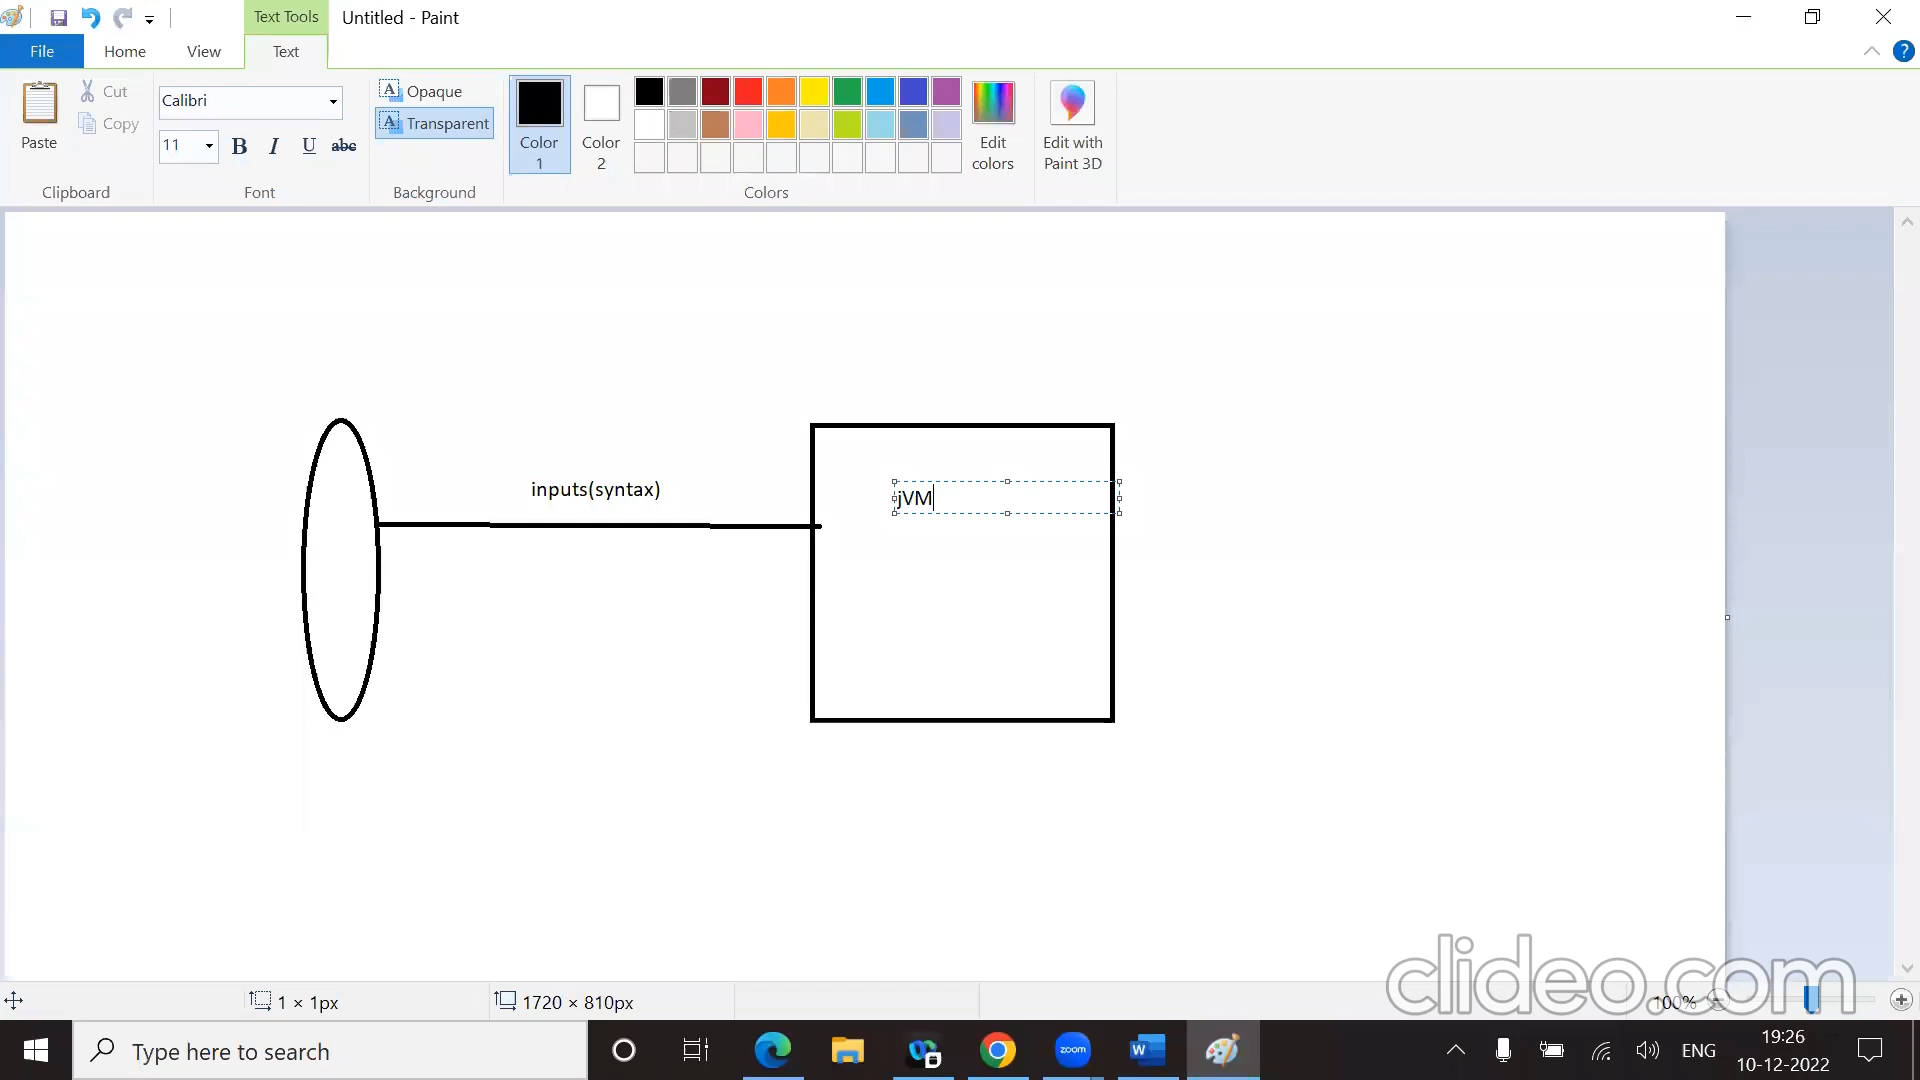 Text Tools
Untitled - Paint
File
Home
View
Text
Paste
Cut
Copy
Clipboard
Calibri
11
B
I
U
abc
Font
A Opaque
A Transparent
Background
Color 1
Color 2
Colors
Edit colors
Edit with Paint 3D
inputs(syntax)
jVM
clideo.com
1 × 1px
1720 × 810px
100%
Type here to search
zoom
W
ENG
19:26
10-12-2022